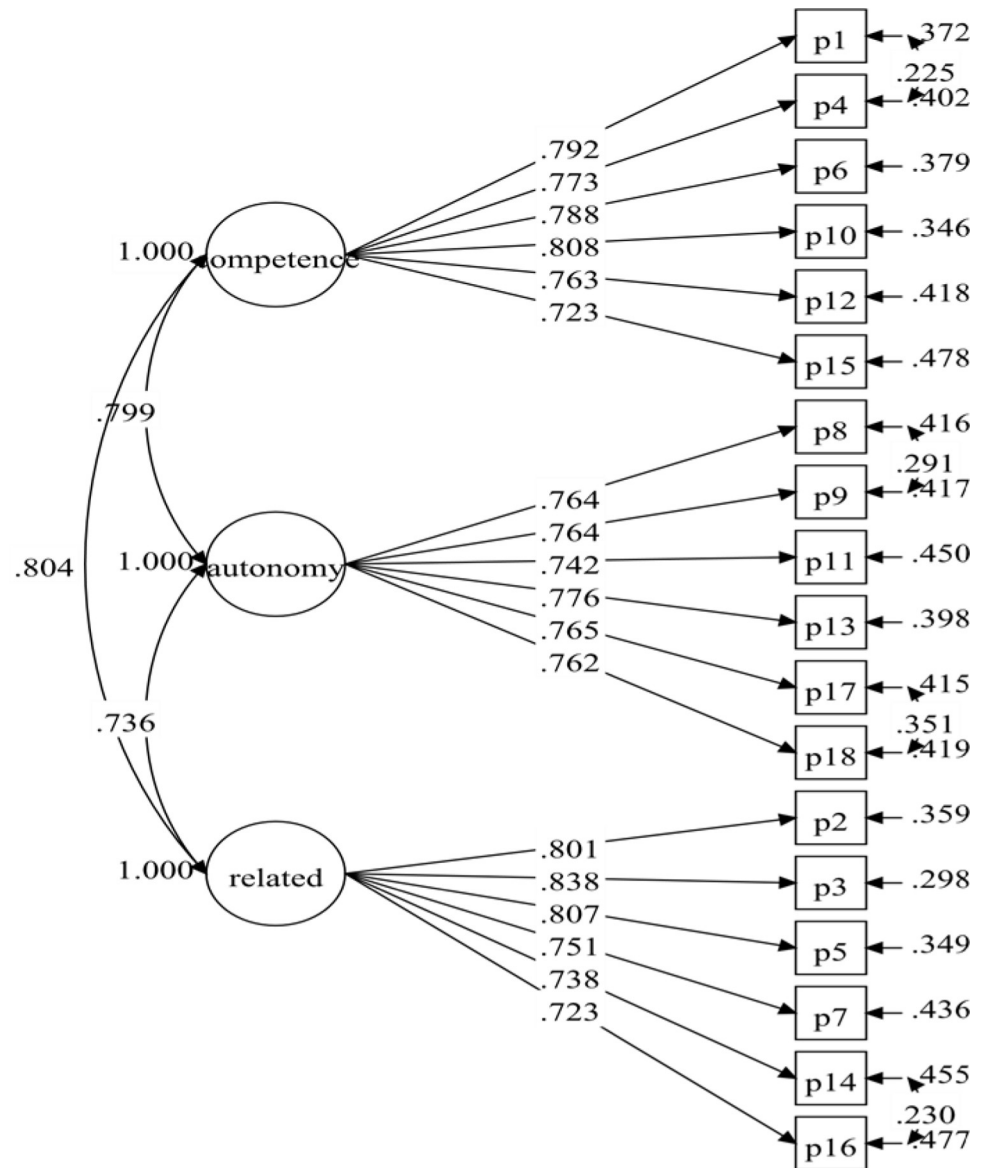 p1
.372
.225
p4
.402
.792
p6
.379
.773
.788
p10
.346
1.000
ompetence
.808
.763
p12
.418
.723
p15
.478
.799
p8
.416
.291
p9
.417
.764
.764
p11
.450
1.000
autonomy
.742
.804
.776
p13
.398
.765
.762
p17
.415
.351
.736
p18
.419
p2
.359
.801
1.000
related
.838
p3
.298
.807
p5
.349
.751
.738
p7
.436
.723
p14
.455
.230
p16
.477